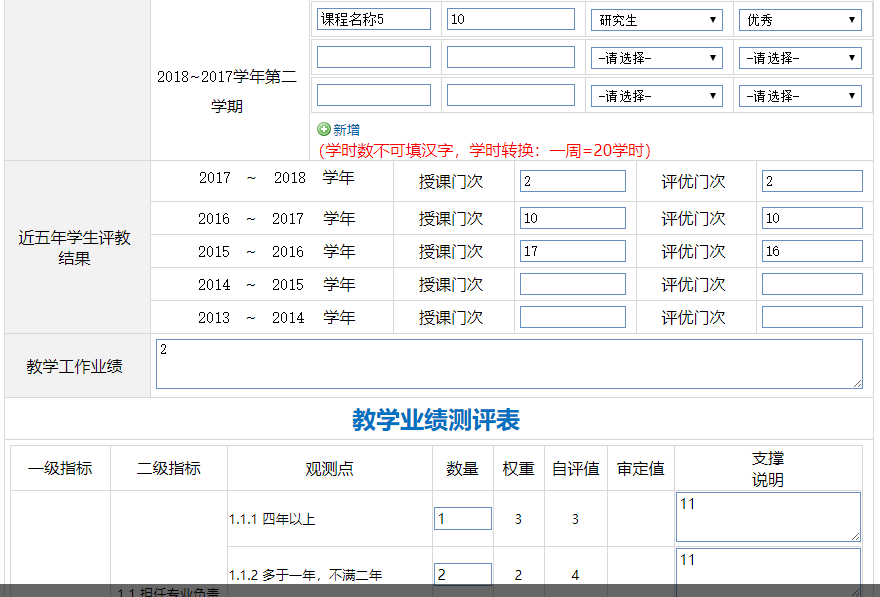 课程名称5 10 研究生 优秀
2018~2017学年第二
学期
-请选择- -请选择-
-请选择- -请选择-
新增
(学时数不可填汉字，学时转换：一周=20学时)
近五年学生评教
结果
2017 ~ 2018 学年 授课门次 2 评优门次 2
2016 ~ 2017 学年 授课门次 10 评优门次 10
2015 ~ 2016 学年 授课门次 17 评优门次 16
2014 ~ 2015 学年 授课门次 评优门次
2013 ~ 2014 学年 授课门次 评优门次
教学工作业绩 2
教学业绩测评表
一级指标 二级指标 观测点 数量 权重 自评值 审定值 支撑
说明
1.1.1 四年以上 1 3 3 11
1.1.2 多于一年，不满二年 2 2 4 11
1.1 担任专业负责